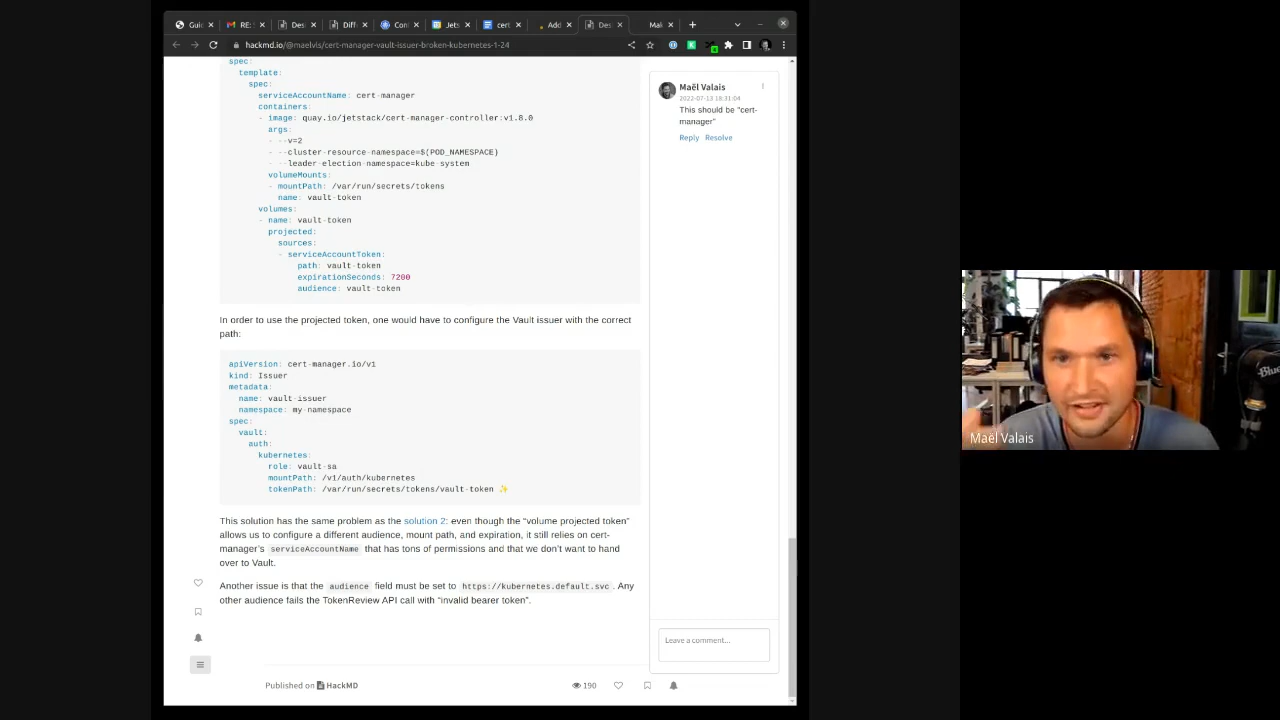 Guid
RE:
Desi
Diff
Con
Jets
cert
Add
Des
Mai
hackmd.io/@maelvls/cert-manager-vault-issuer-broken-kubernetes-1-24
spec:
template:
spec:
serviceAccountName: cert-manager
containers:
- image: quay.io/jetstack/cert-manager-controller:v1.8.0
args:
- --v=2
- --cluster-resource-namespace=$(POD_NAMESPACE)
- --leader-election-namespace=kube-system
volumeMounts:
- mountPath: /var/run/secrets/tokens
name: vault-token
volumes:
- name: vault-token
projected:
sources:
- serviceAccountToken:
path: vault-token
expirationSeconds: 7200
audience: vault-token
In order to use the projected token, one would have to configure the Vault issuer with the correct
path:
apiVersion: cert-manager.io/v1
kind: Issuer
metadata:
name: vault-issuer
namespace: my-namespace
spec:
vault:
auth:
kubernetes:
role: vault-sa
mountPath: /v1/auth/kubernetes
tokenPath: /var/run/secrets/tokens/vault-token ✨
This solution has the same problem as the solution 2: even though the “volume projected token”
allows us to configure a different audience, mount path, and expiration, it still relies on cert-
manager’s serviceAccountName that has tons of permissions and that we don’t want to hand
over to Vault.
Another issue is that the audience field must be set to https://kubernetes.default.svc. Any
other audience fails the TokenReview API call with “invalid bearer token”.
Published on HackMD
190
Maël Valais
2022-07-13 18:31:04
This should be “cert-
manager”
Reply Resolve
Leave a comment...
Maël Valais
Blue